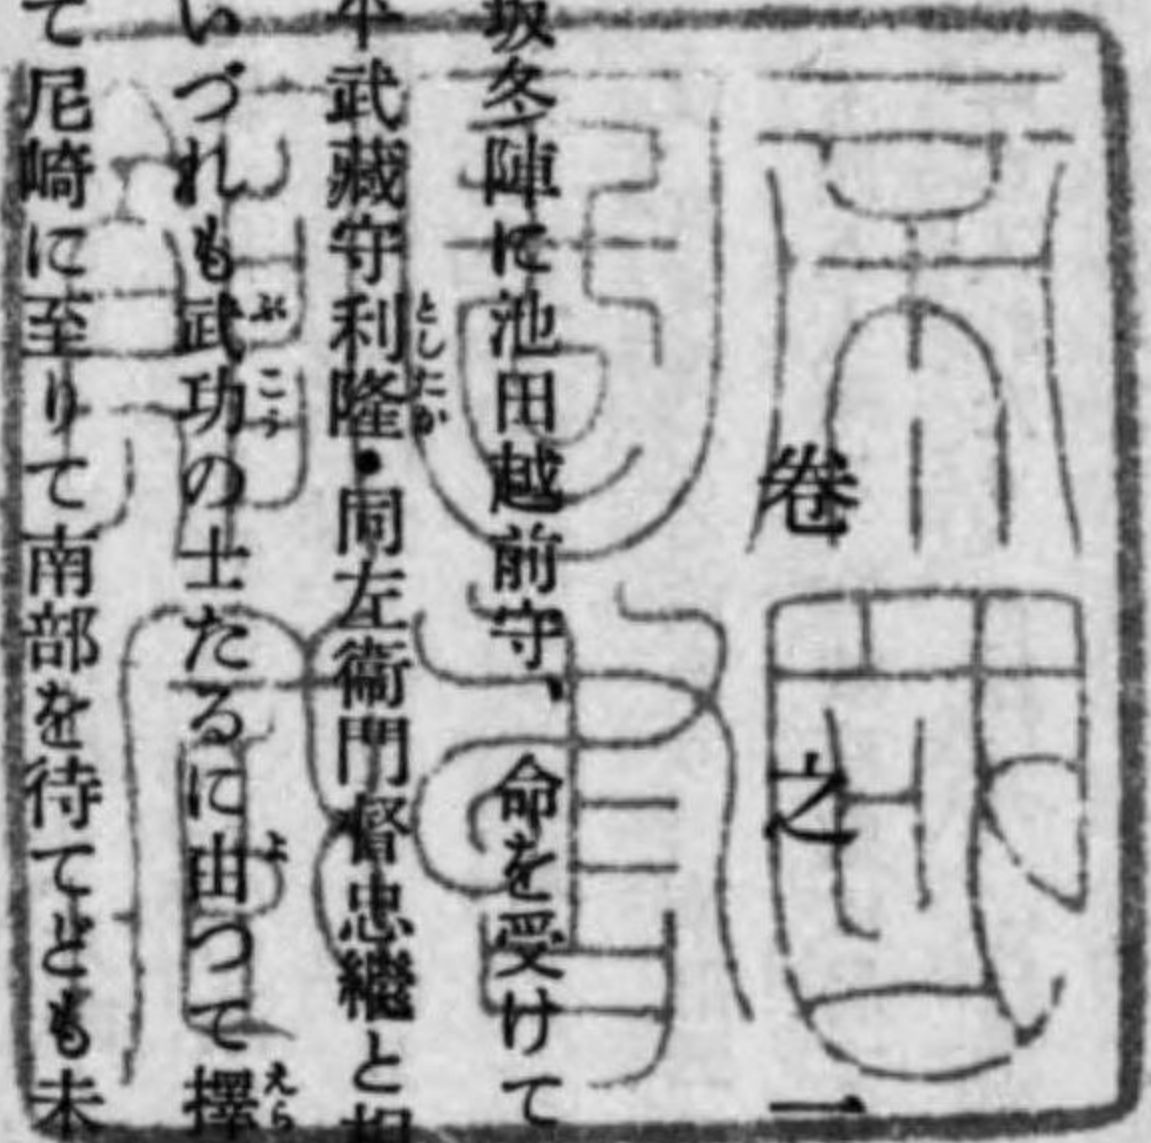 卷之一
坂冬陣に池田越前守、命を受けて
武藏守利隆・同左衞門督忠繼と相
いづれも武功の士たるに由つて擇
て尼崎に至りて南部を待てども未